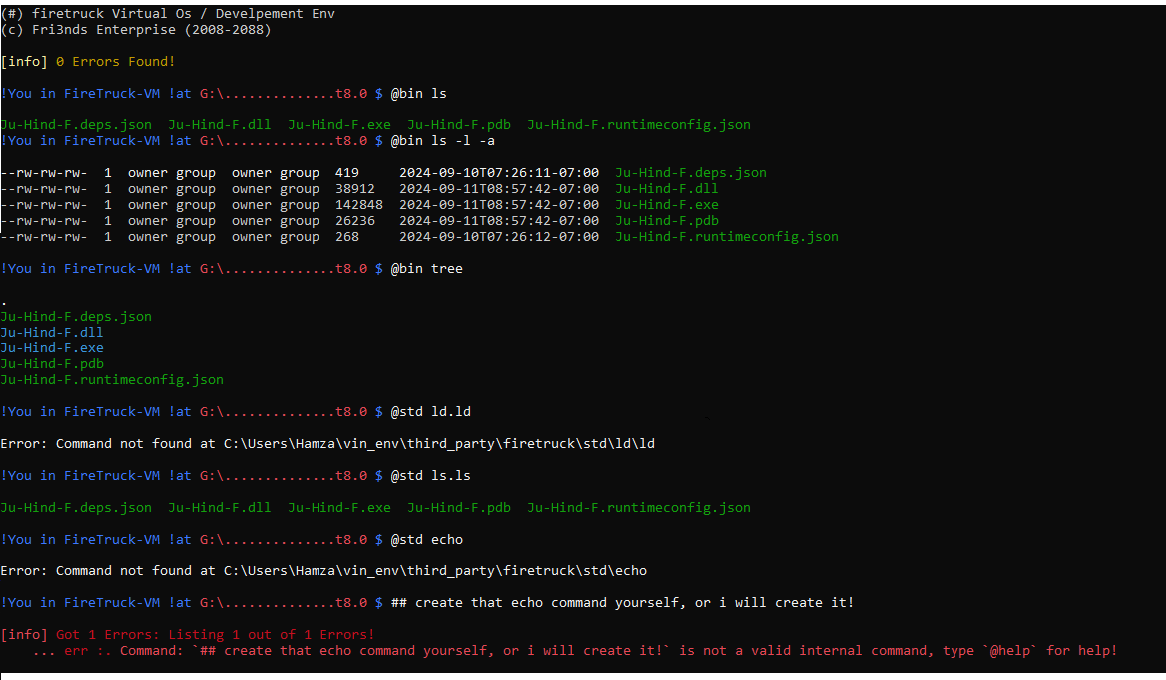 (#) firetruck Virtual Os / Develpement Env
(c) Fri3nds Enterprise (2008-2088)
[info] 0 Errors Found!
!You in FireTruck-VM !at G:\..............t8.0 $ @bin ls
Ju-Hind-F.deps.json  Ju-Hind-F.dll  Ju-Hind-F.exe  Ju-Hind-F.pdb  Ju-Hind-F.runtimeconfig.json
!You in FireTruck-VM !at G:\..............t8.0 $ @bin ls -l -a
--rw-rw-rw-  1  owner group  owner group  419     2024-09-10T07:26:11-07:00  Ju-Hind-F.deps.json
--rw-rw-rw-  1  owner group  owner group  38912   2024-09-11T08:57:42-07:00  Ju-Hind-F.dll
--rw-rw-rw-  1  owner group  owner group  142848  2024-09-11T08:57:42-07:00  Ju-Hind-F.exe
--rw-rw-rw-  1  owner group  owner group  26236   2024-09-11T08:57:42-07:00  Ju-Hind-F.pdb
--rw-rw-rw-  1  owner group  owner group  268     2024-09-10T07:26:12-07:00  Ju-Hind-F.runtimeconfig.json
!You in FireTruck-VM !at G:\..............t8.0 $ @bin tree
.
Ju-Hind-F.deps.json
Ju-Hind-F.dll
Ju-Hind-F.exe
Ju-Hind-F.pdb
Ju-Hind-F.runtimeconfig.json
!You in FireTruck-VM !at G:\..............t8.0 $ @std ld.ld
Error: Command not found at C:\Users\Hamza\vin_env\third_party\firetruck\std\ld\ld
!You in FireTruck-VM !at G:\..............t8.0 $ @std ls.ls
Ju-Hind-F.deps.json  Ju-Hind-F.dll  Ju-Hind-F.exe  Ju-Hind-F.pdb  Ju-Hind-F.runtimeconfig.json
!You in FireTruck-VM !at G:\..............t8.0 $ @std echo
Error: Command not found at C:\Users\Hamza\vin_env\third_party\firetruck\std\echo
!You in FireTruck-VM !at G:\..............t8.0 $ ## create that echo command yourself, or i will create it!
[info] Got 1 Errors: Listing 1 out of 1 Errors!
    ... err :. Command: `## create that echo command yourself, or i will create it!` is not a valid internal command, type `@help` for help!